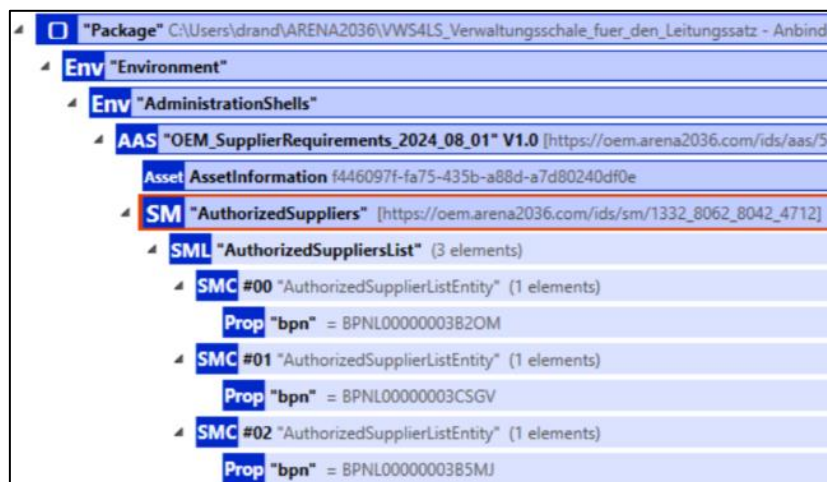 "Package" C:\Users\drand\ARENA2036\VWS4LS_Verwaltungsschale_fuer_den_Leitungssatz - Anbind
Env "Environment"
Env "AdministrationShells"
AAS "OEM_SupplierRequirements_2024_08_01" V1.0 [https://oem.arena2036.com/ids/aas/5
Asset AssetInformation f446097f-fa75-435b-a88d-a7d80240df0e
SM "AuthorizedSuppliers" [https://oem.arena2036.com/ids/sm/1332_8062_8042_4712]
SML "AuthorizedSuppliersList" (3 elements)
SMC #00 "AuthorizedSupplierListEntity" (1 elements)
Prop "bpn" = BPNL00000003B2OM
SMC #01 "AuthorizedSupplierListEntity" (1 elements)
Prop "bpn" = BPNL00000003CSGV
SMC #02 "AuthorizedSupplierListEntity" (1 elements)
Prop "bpn" = BPNL00000003B5MJ